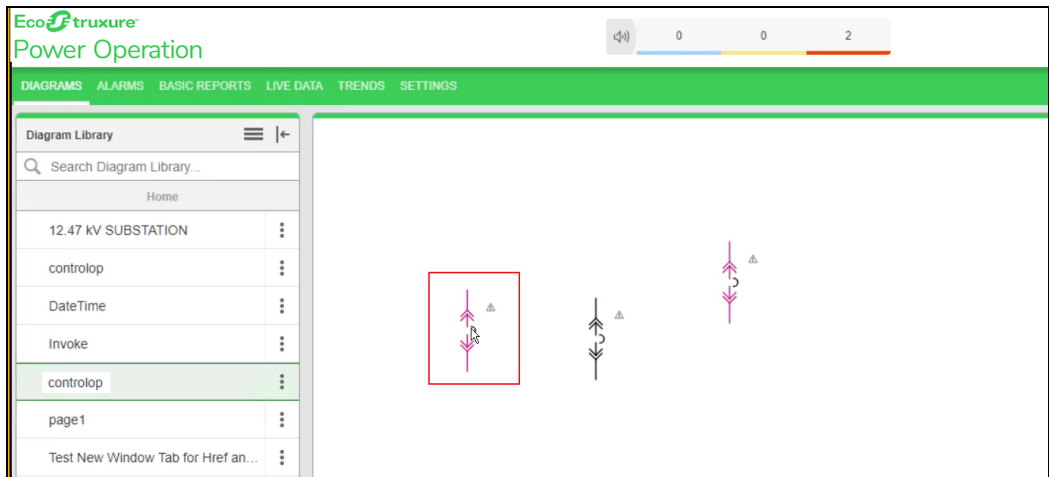 EcoStruxure
Power Operation
0 0 2
DIAGRAMS ALARMS BASIC REPORTS LIVE DATA TRENDS SETTINGS
Diagram Library
Search Diagram Library...
Home
12.47 kV SUBSTATION
controlop
DateTime
Invoke
controlop
page1
Test New Window Tab for Href an...